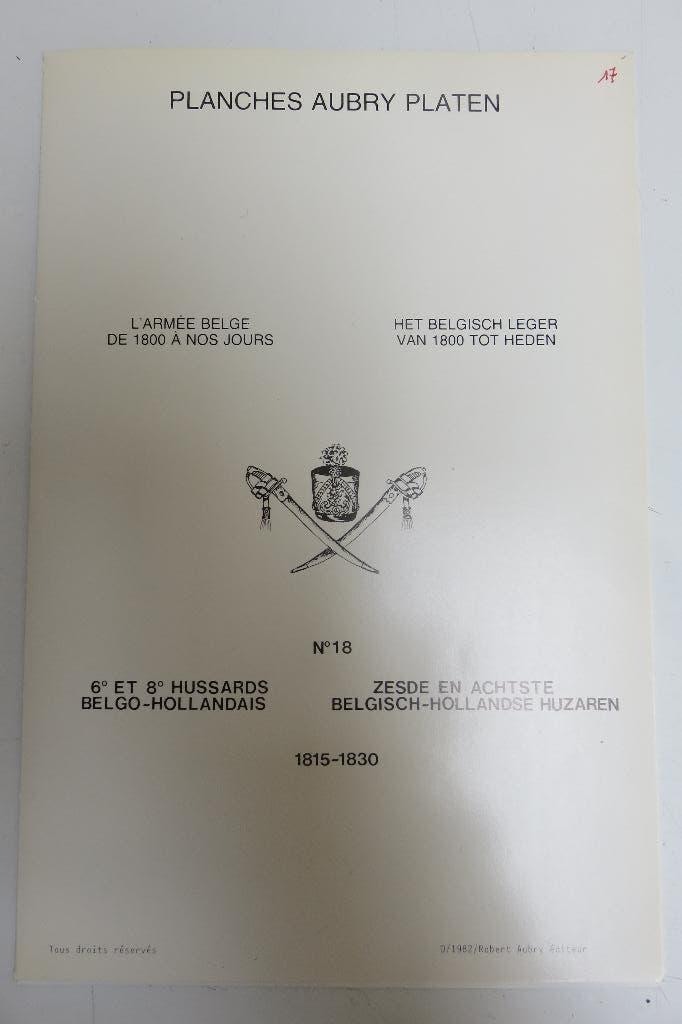 17
PLANCHES AUBRY PLATEN
L'ARMÉE BELGE
DE 1800 À NOS JOURS
HET BELGISCH LEGER
VAN 1800 TOT HEDEN
N° 18
6° ET 8° HUSSARDS
BELGO-HOLLANDAIS
ZESDE EN ACHTSTE
BELGISCH-HOLLANDSE HUZAREN
1815-1830
Tous droits réservés
D/1982/Robert Aubry éditeur